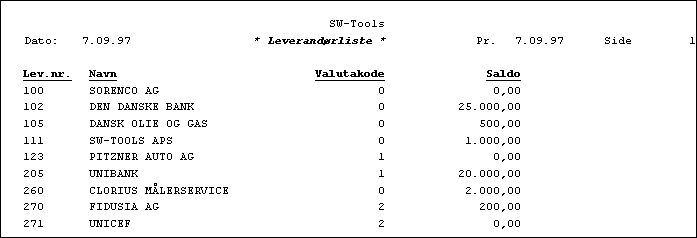 SW-Tools
Dato: 7.09.97 * Leverandørliste * Pr. 7.09.97 Side 1
Lev.nr. Navn Valutakode Saldo
100 SORENCO AG 0 0,00
102 DEN DANSKE BANK 0 25.000,00
105 DANSK OLIE OG GAS 0 500,00
111 SW-TOOLS APS 0 1.000,00
123 PITZNER AUTO AG 1 0,00
205 UNIBANK 1 20.000,00
260 CLORIUS MÅLERSERVICE 0 2.000,00
270 FIDUSIA AG 2 200,00
271 UNICEF 2 0,00